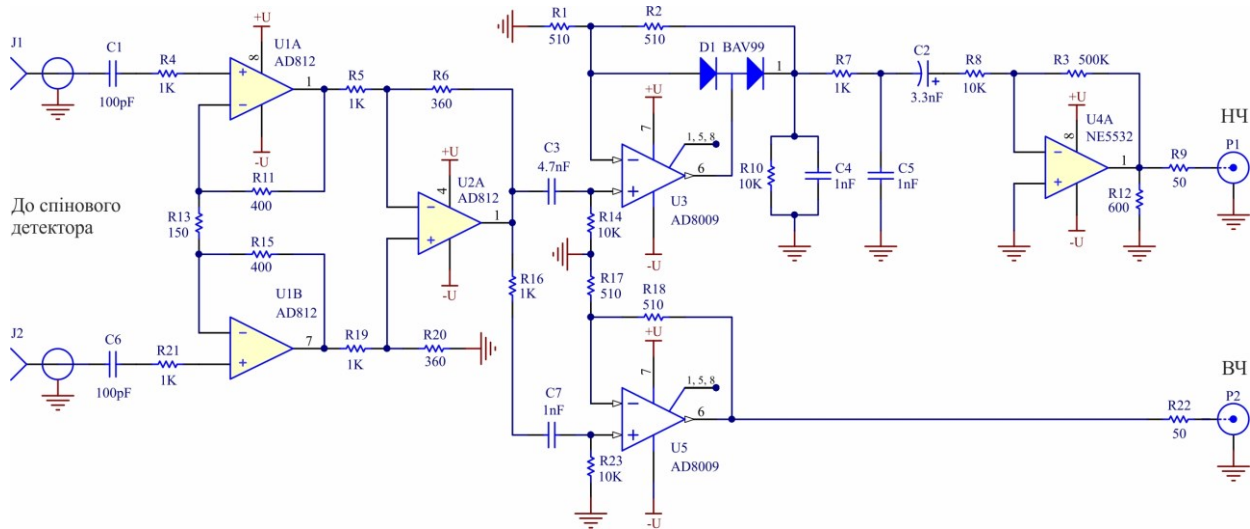 J1
C1
100pF
R4
1K
+U
8
U1A
AD812
1
-U
R5
1K
R6
360
R11
400
R13
150
До спінового
детектора
R15
400
U1B
AD812
7
J2
C6
100pF
R21
1K
R19
1K
R20
360
+U
4
U2A
AD812
1
-U
R16
1K
C3
4.7nF
R1
510
R2
510
D1 BAV99
1
+U
7
1, 5, 8
6
U3
AD8009
-U
R14
10K
R17
510
R18
510
R10
10K
C4
1nF
R7
1K
C5
1nF
C2
3.3nF
R8
10K
R3 500K
+U
8
U4A
NE5532
1
-U
R12
600
R9
50
НЧ
P1
C7
1nF
R23
10K
+U
7
1, 5, 8
6
U5
AD8009
-U
R22
50
ВЧ
P2